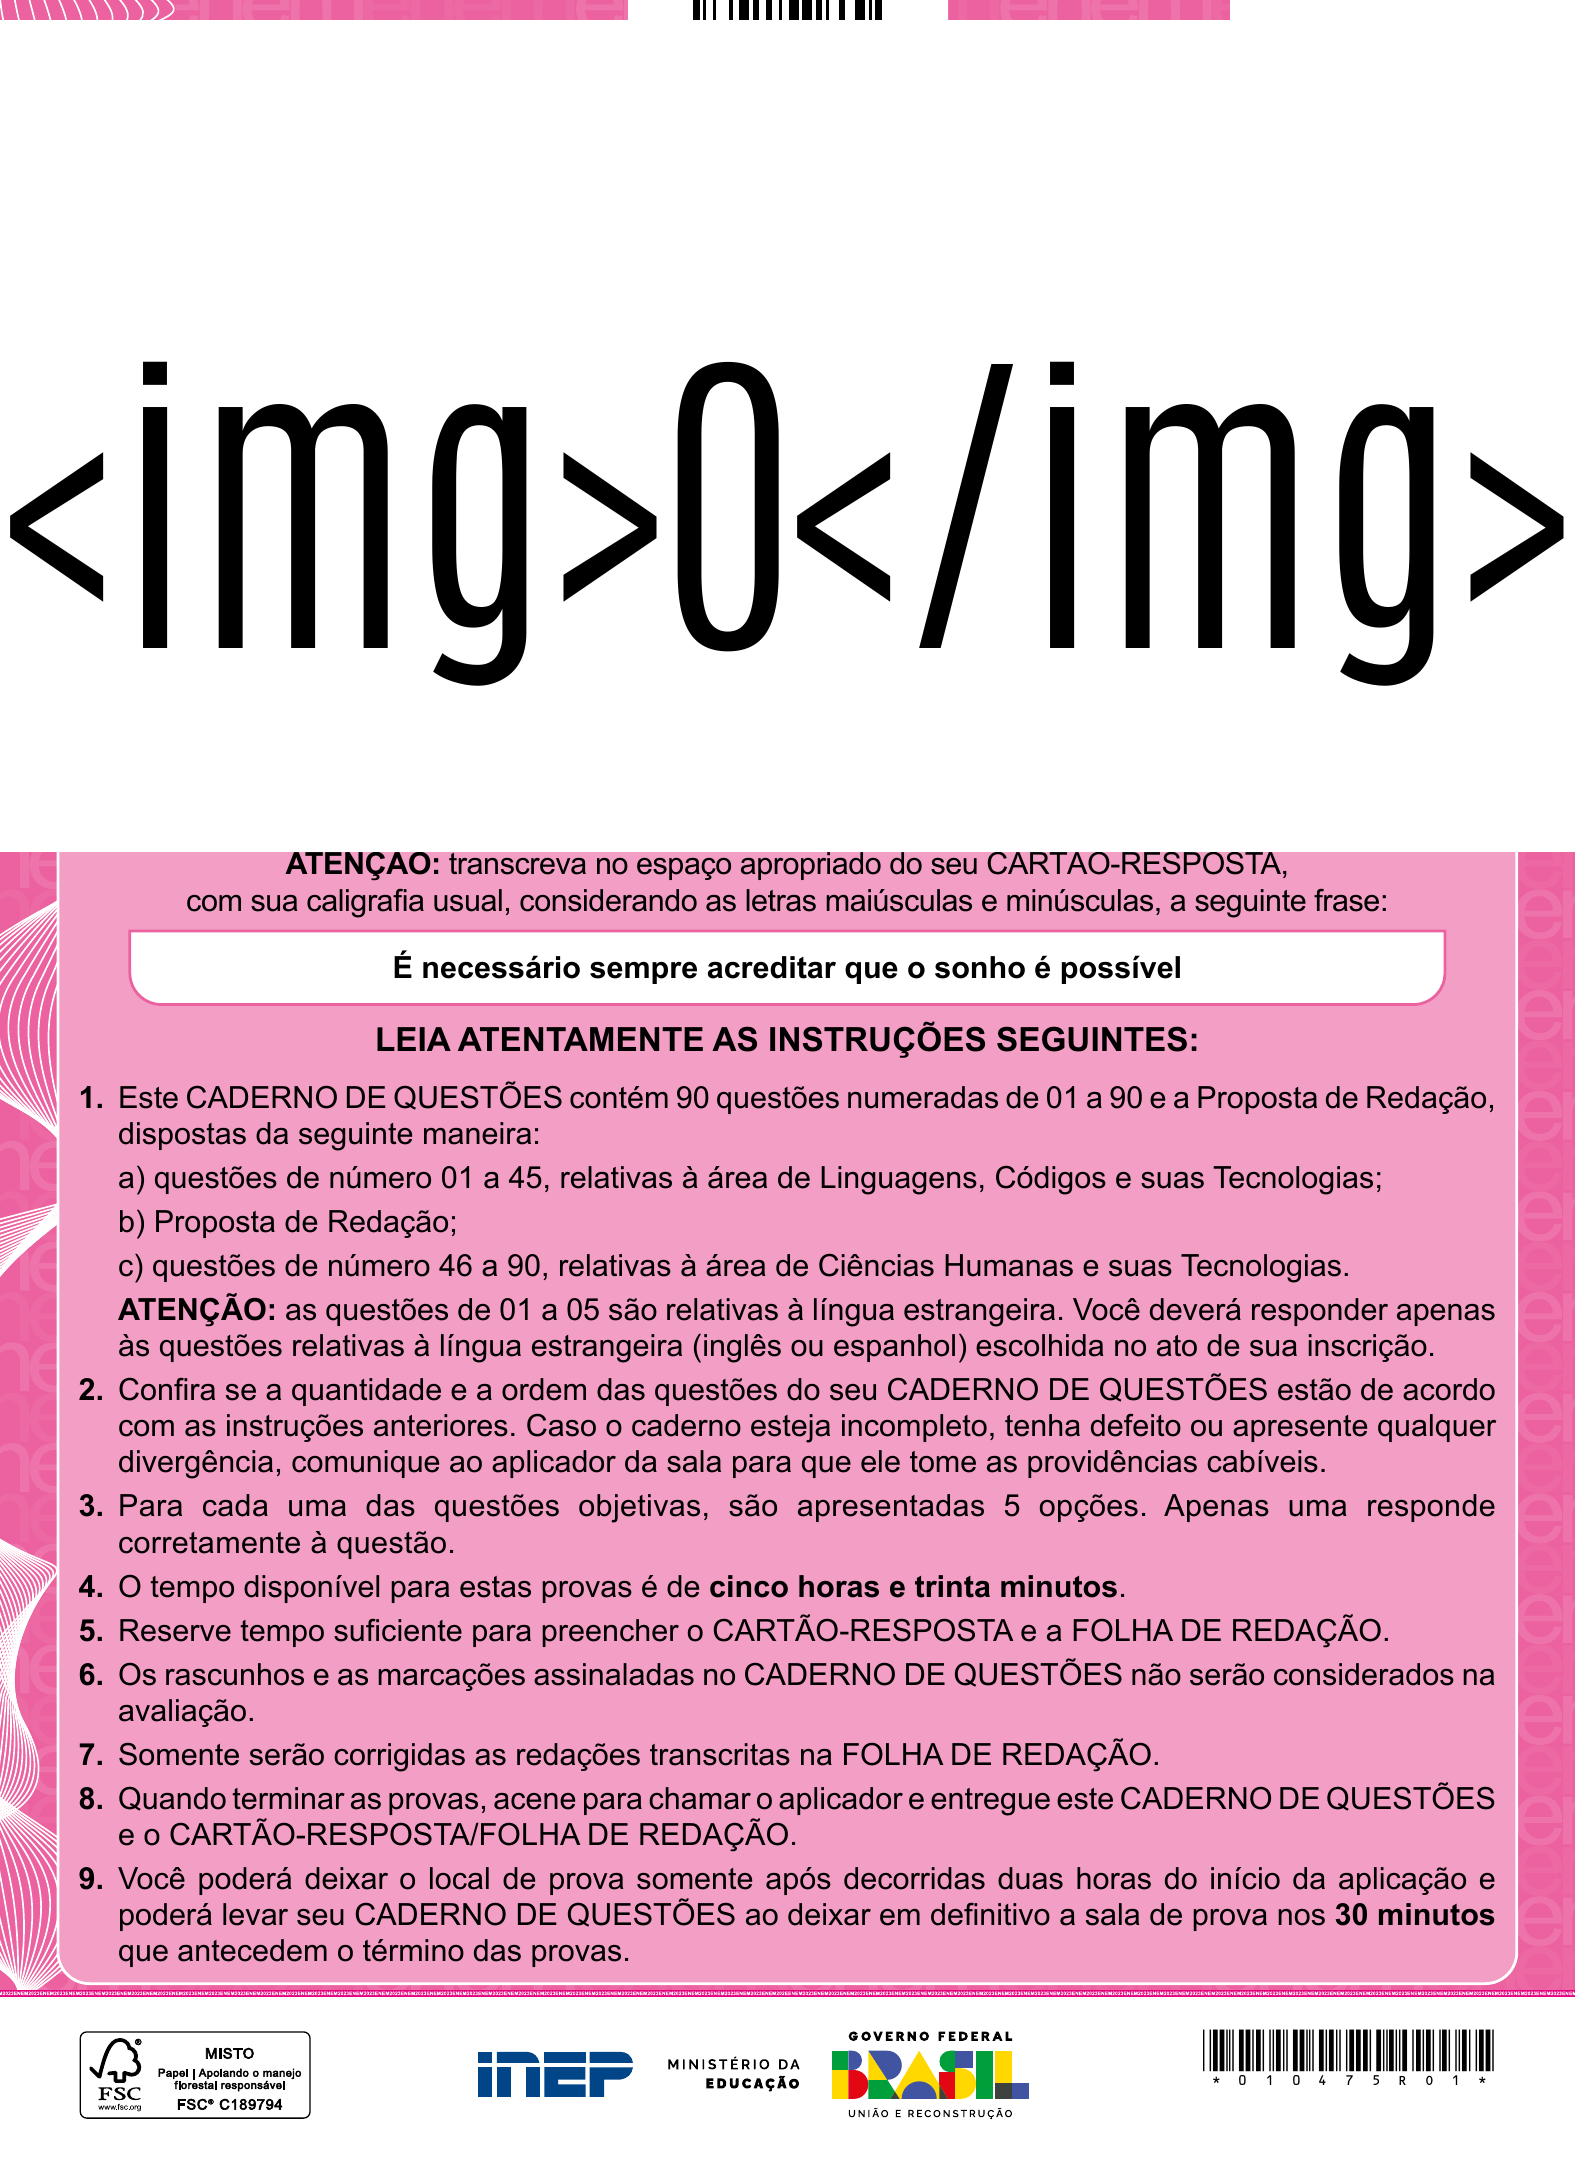 <img>0</img>
ATENÇÃO: transcreva no espaço apropriado do seu CARTÃO-RESPOSTA,
com sua caligrafia usual, considerando as letras maiúsculas e minúsculas, a seguinte frase:
É necessário sempre acreditar que o sonho é possível
LEIA ATENTAMENTE AS INSTRUÇÕES SEGUINTES:
1. Este CADERNO DE QUESTÕES contém 90 questões numeradas de 01 a 90 e a Proposta de Redação,
dispostas da seguinte maneira:
a) questões de número 01 a 45, relativas à área de Linguagens, Códigos e suas Tecnologias;
b) Proposta de Redação;
c) questões de número 46 a 90, relativas à área de Ciências Humanas e suas Tecnologias.
ATENÇÃO: as questões de 01 a 05 são relativas à língua estrangeira. Você deverá responder apenas
às questões relativas à língua estrangeira (inglês ou espanhol) escolhida no ato de sua inscrição.
2. Confira se a quantidade e a ordem das questões do seu CADERNO DE QUESTÕES estão de acordo
com as instruções anteriores. Caso o caderno esteja incompleto, tenha defeito ou apresente qualquer
divergência, comunique ao aplicador da sala para que ele tome as providências cabíveis.
3. Para cada uma das questões objetivas, são apresentadas 5 opções. Apenas uma responde
corretamente à questão.
4. O tempo disponível para estas provas é de cinco horas e trinta minutos.
5. Reserve tempo suficiente para preencher o CARTÃO-RESPOSTA e a FOLHA DE REDAÇÃO.
6. Os rascunhos e as marcações assinaladas no CADERNO DE QUESTÕES não serão considerados na
avaliação.
7. Somente serão corrigidas as redações transcritas na FOLHA DE REDAÇÃO.
8. Quando terminar as provas, acene para chamar o aplicador e entregue este CADERNO DE QUESTÕES
e o CARTÃO-RESPOSTA/FOLHA DE REDAÇÃO.
9. Você poderá deixar o local de prova somente após decorridas duas horas do início da aplicação e
poderá levar seu CADERNO DE QUESTÕES ao deixar em definitivo a sala de prova nos 30 minutos
que antecedem o término das provas.
FSC
www.fsc.org
MISTO
Papel | Apoiando o manejo
florestal responsável
FSC® C189794
INEP
MINISTÉRIO DA
EDUCAÇÃO
GOVERNO FEDERAL
BRASIL
UNIÃO E RECONSTRUÇÃO
*010475R01*